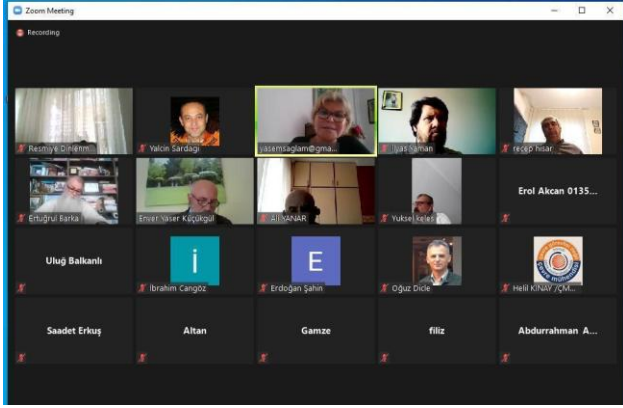 Zoom Meeting
Recording
Resmiye Dinlenm...
Yalcin Sardagi
yasemsaglam@gma...
İlyas Yaman
recep hisar
Ertuğrul Barka
Enver Yaser Küçükgül
Ali YANAR
Yuksel keles
Erol Akcan 0135...
Uluğ Balkanlı
i
İbrahim Cangöz
E
Erdoğan Şahin
Oğuz Dicle
Helil KINAY /ÇM...
Saadet Erkuş
Altan
Gamze
filiz
Abdurrahman A...